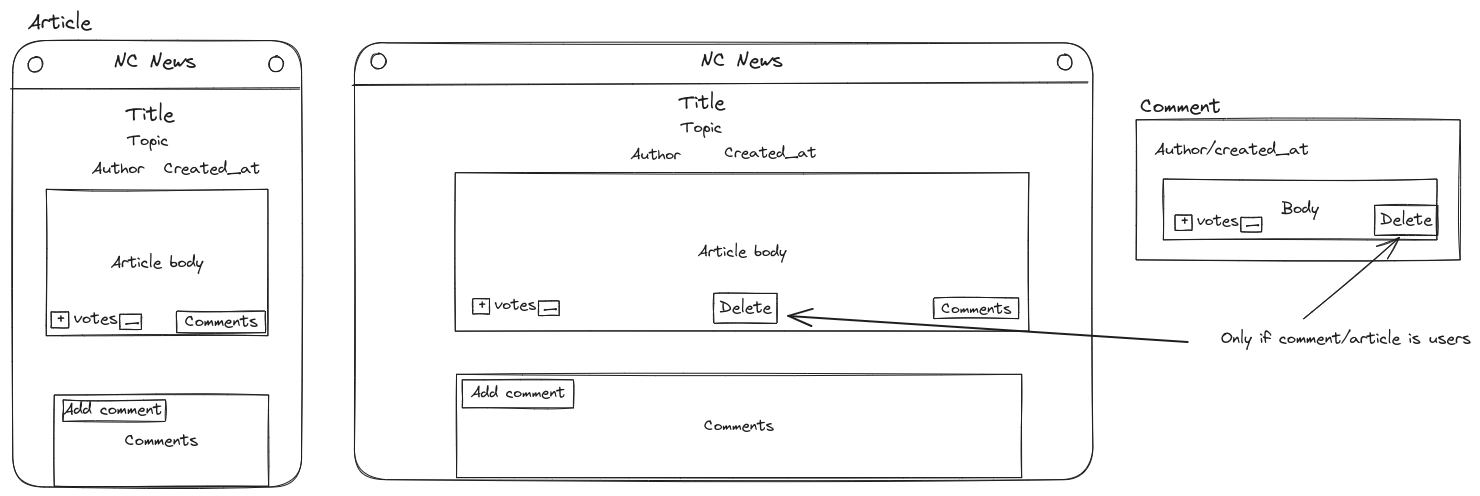 Article
NC News
Title
Topic
Author Created_at
Article body
+ votes —
Comments
Add comment
Comments
NC News
Title
Topic
Author Created_at
Article body
+ votes —
Delete
Comments
Add comment
Comments
Comment
Author/created_at
Body
+ votes —
Delete
Only if comment/article is users